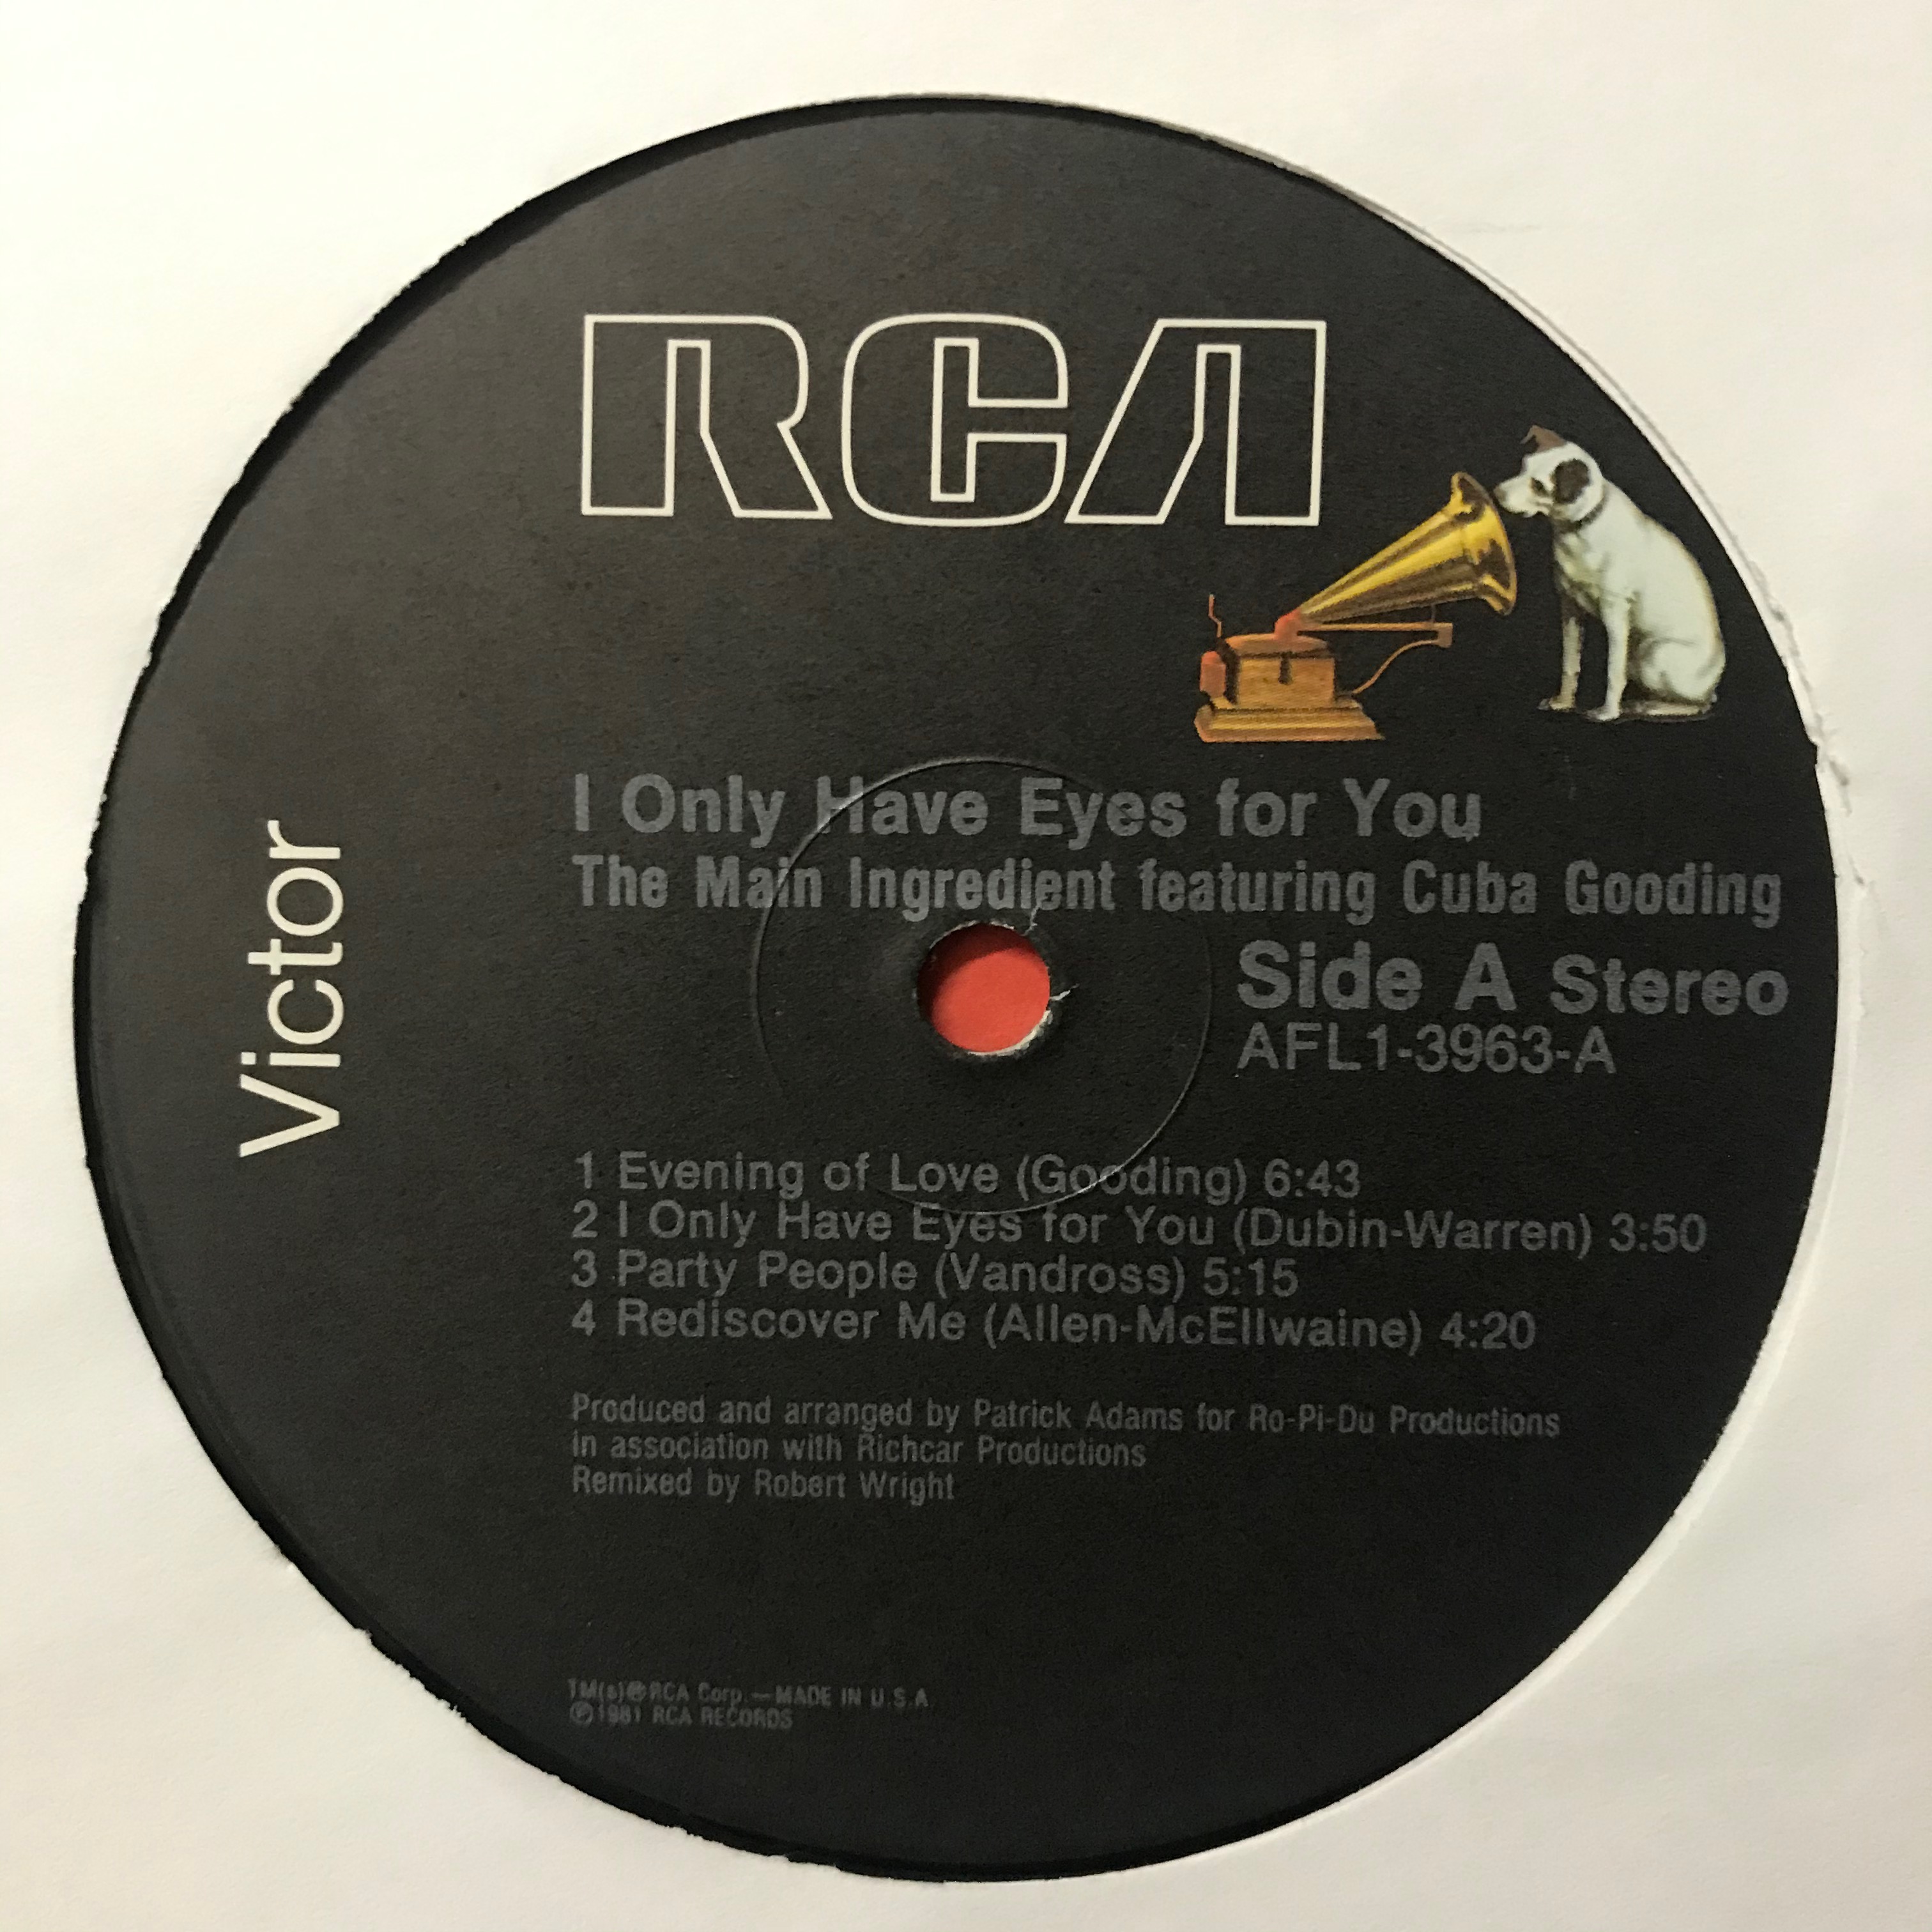 RCA
Victor
I Only Have Eyes for You
The Main Ingredient featuring Cuba Gooding
Side A Stereo
AFL1-3963-A
1 Evening of Love (Gooding) 6:43
2 I Only Have Eyes for You (Dubin-Warren) 3:50
3 Party People (Vandross) 5:15
4 Rediscover Me (Allen-McEllwaine) 4:20
Produced and arranged by Patrick Adams for Ro-Pi-Du Productions
in association with Richcar Productions
Remixed by Robert Wright
TM(s)®RCA Corp.—MADE IN U.S.A.
℗1981 RCA RECORDS